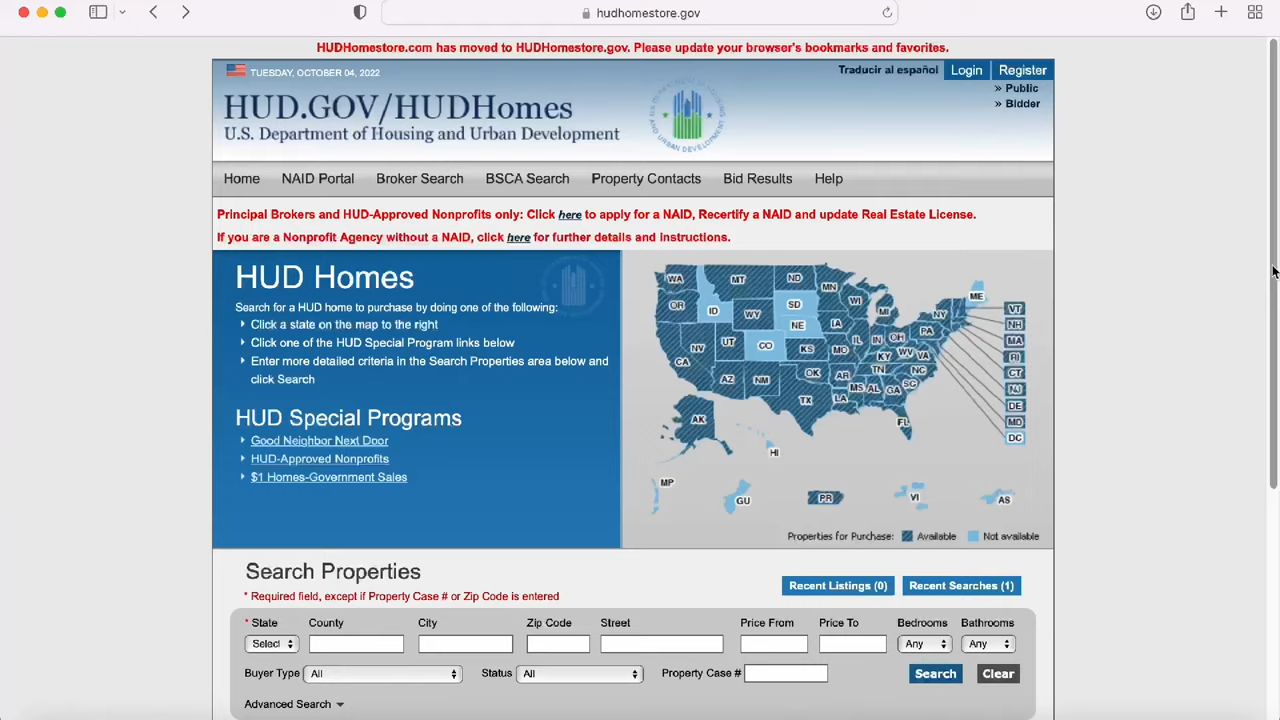 hudhomestore.gov
HUDHomestore.com has moved to HUDHomestore.gov. Please update your browser's bookmarks and favorites.
TUESDAY, OCTOBER 04, 2022
Traducir al español Login Register
» Public
» Bidder
HUD.GOV/HUDHomes
U.S. Department of Housing and Urban Development
Home NAID Portal Broker Search BSCA Search Property Contacts Bid Results Help
Principal Brokers and HUD-Approved Nonprofits only: Click here to apply for a NAID, Recertify a NAID and update Real Estate License.
If you are a Nonprofit Agency without a NAID, click here for further details and instructions.
HUD Homes
Search for a HUD home to purchase by doing one of the following:
Click a state on the map to the right
Click one of the HUD Special Program links below
Enter more detailed criteria in the Search Properties area below and
click Search
HUD Special Programs
Good Neighbor Next Door
HUD-Approved Nonprofits
$1 Homes-Government Sales
WA MT ND MN ME
OR ID SD WI MI NY VT
WY NE IA PA NH
NV UT CO KS MO IL IN OH WV VA MA
CA KY RI
AZ NM OK AR TN NC CT
TX LA MS AL GA SC NJ
DE
AK FL MD
DC
HI
MP GU PR VI AS
Properties for Purchase: Available Not available
Search Properties
* Required field, except if Property Case # or Zip Code is entered
Recent Listings (0) Recent Searches (1)
* State County City Zip Code Street Price From Price To Bedrooms Bathrooms
Select Any Any
Buyer Type All Status All Property Case # Search Clear
Advanced Search